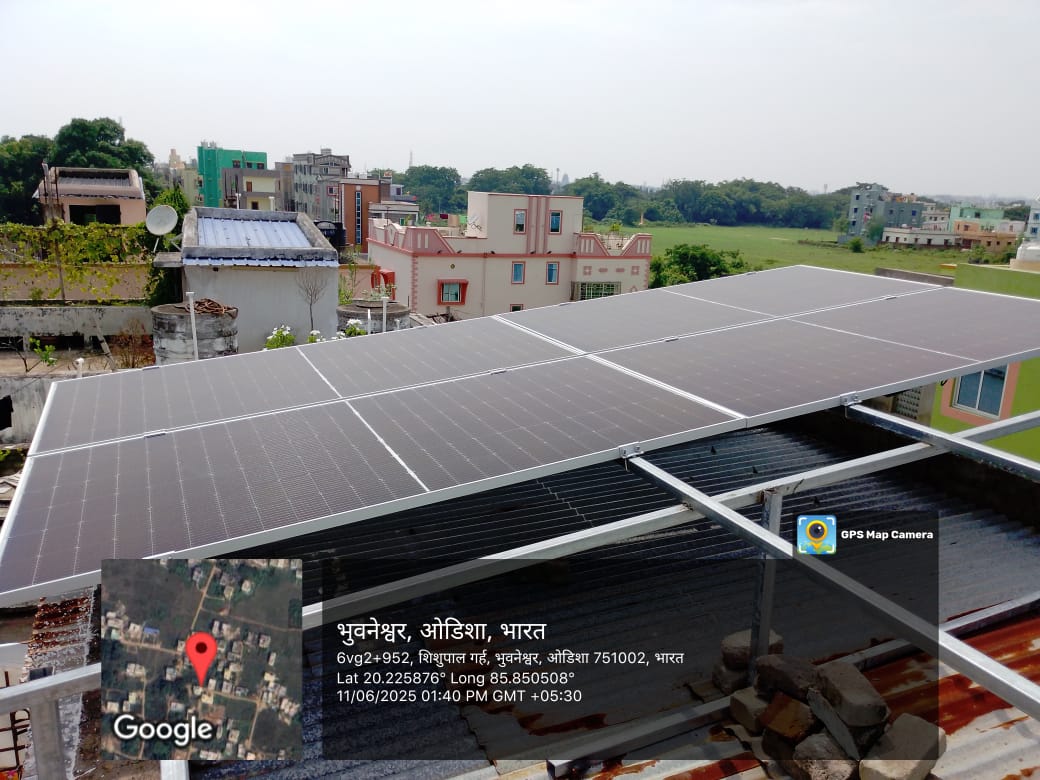 GPS Map Camera
भुवनेश्वर, ओडिशा, भारत
6vg2+952, शिशुपाल गर्ह, भुवनेश्वर, ओडिशा 751002, भारत
Lat 20.225876° Long 85.850508°
11/06/2025 01:40 PM GMT +05:30
Google